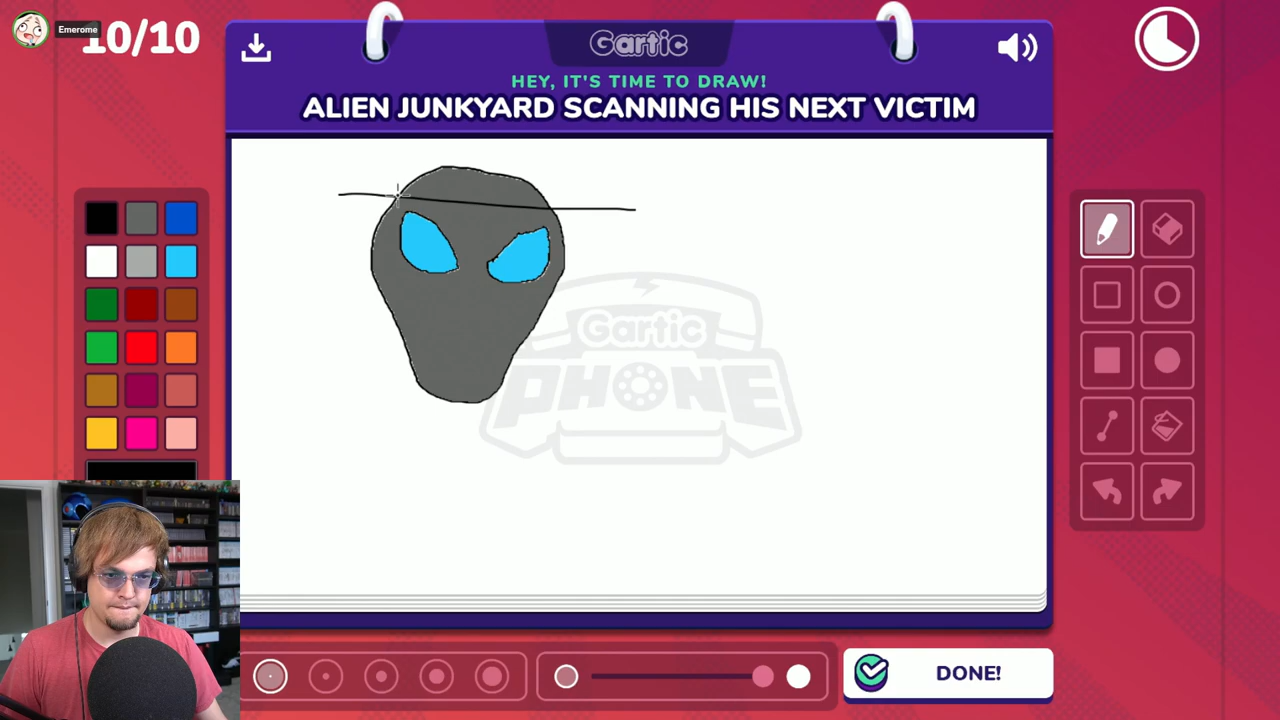 Emerome
10/10
Gartic
HEY, IT'S TIME TO DRAW!
ALIEN JUNKYARD SCANNING HIS NEXT VICTIM
Gartic
PHONE
DONE!